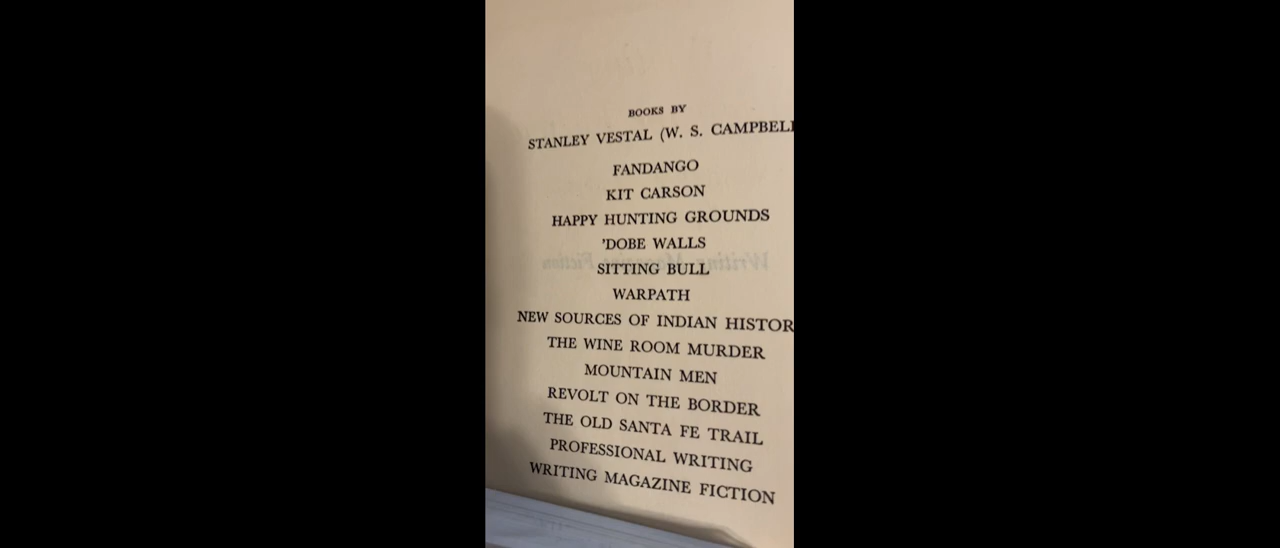 BOOKS BY
STANLEY VESTAL (W. S. CAMPBELL
FANDANGO
KIT CARSON
HAPPY HUNTING GROUNDS
'DOBE WALLS
SITTING BULL
WARPATH
NEW SOURCES OF INDIAN HISTOR
THE WINE ROOM MURDER
MOUNTAIN MEN
REVOLT ON THE BORDER
THE OLD SANTA FE TRAIL
PROFESSIONAL WRITING
WRITING MAGAZINE FICTION